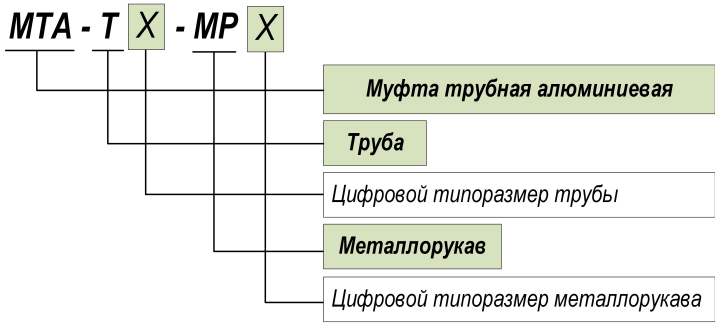 МТА - Т X - МР X
Муфта трубная алюминиевая
Труба
Цифровой типоразмер трубы
Металлорукав
Цифровой типоразмер металлорукава